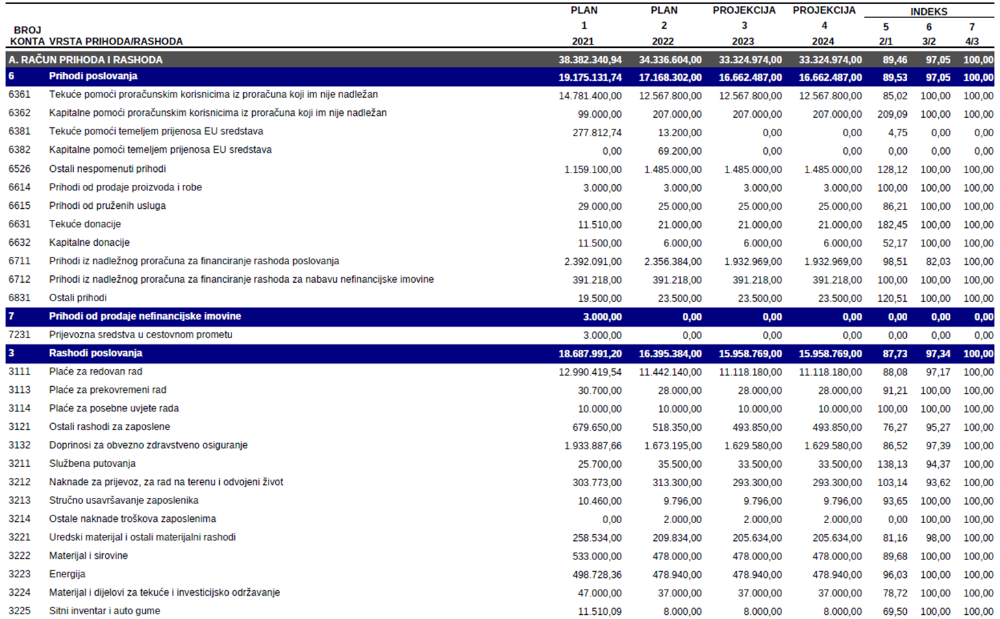 PLAN PLAN PROJEKCIJA PROJEKCIJA INDEKS
BROJ 1 2 3 4 5 6 7
KONTA VRSTA PRIHODA/RASHODA 2021 2022 2023 2024 2/1 3/2 4/3
A. RAČUN PRIHODA I RASHODA 38.382.340,94 34.336.604,00 33.324.974,00 33.324.974,00 89,46 97,05 100,00
6 Prihodi poslovanja 19.175.131,74 17.168.302,00 16.662.487,00 16.662.487,00 89,53 97,05 100,00
6361 Tekuće pomoći proračunskim korisnicima iz proračuna koji im nije nadležan 14.781.400,00 12.567.800,00 12.567.800,00 12.567.800,00 85,02 100,00 100,00
6362 Kapitalne pomoći proračunskim korisnicima iz proračuna koji im nije nadležan 99.000,00 207.000,00 207.000,00 207.000,00 209,09 100,00 100,00
6381 Tekuće pomoći temeljem prijenosa EU sredstava 277.812,74 13.200,00 0,00 0,00 4,75 0,00 0,00
6382 Kapitalne pomoći temeljem prijenosa EU sredstava 0,00 69.200,00 0,00 0,00 0,00 0,00 0,00
6526 Ostali nespomenuti prihodi 1.159.100,00 1.485.000,00 1.485.000,00 1.485.000,00 128,12 100,00 100,00
6614 Prihodi od prodaje proizvoda i robe 3.000,00 3.000,00 3.000,00 3.000,00 100,00 100,00 100,00
6615 Prihodi od pruženih usluga 29.000,00 25.000,00 25.000,00 25.000,00 86,21 100,00 100,00
6631 Tekuće donacije 11.510,00 21.000,00 21.000,00 21.000,00 182,45 100,00 100,00
6632 Kapitalne donacije 11.500,00 6.000,00 6.000,00 6.000,00 52,17 100,00 100,00
6711 Prihodi iz nadležnog proračuna za financiranje rashoda poslovanja 2.392.091,00 2.356.384,00 1.932.969,00 1.932.969,00 98,51 82,03 100,00
6712 Prihodi iz nadležnog proračuna za financiranje rashoda za nabavu nefinancijske imovine 391.218,00 391.218,00 391.218,00 391.218,00 100,00 100,00 100,00
6831 Ostali prihodi 19.500,00 23.500,00 23.500,00 23.500,00 120,51 100,00 100,00
7 Prihodi od prodaje nefinancijske imovine 3.000,00 0,00 0,00 0,00 0,00 0,00 0,00
7231 Prijevozna sredstva u cestovnom prometu 3.000,00 0,00 0,00 0,00 0,00 0,00 0,00
3 Rashodi poslovanja 18.687.991,20 16.395.384,00 15.958.769,00 15.958.769,00 87,73 97,34 100,00
3111 Plaće za redovan rad 12.990.419,54 11.442.140,00 11.118.180,00 11.118.180,00 88,08 97,17 100,00
3113 Plaće za prekovremeni rad 30.700,00 28.000,00 28.000,00 28.000,00 91,21 100,00 100,00
3114 Plaće za posebne uvjete rada 10.000,00 10.000,00 10.000,00 10.000,00 100,00 100,00 100,00
3121 Ostali rashodi za zaposlene 679.650,00 518.350,00 493.850,00 493.850,00 76,27 95,27 100,00
3132 Doprinosi za obvezno zdravstveno osiguranje 1.933.887,66 1.673.195,00 1.629.580,00 1.629.580,00 86,52 97,39 100,00
3211 Službena putovanja 25.700,00 35.500,00 33.500,00 33.500,00 138,13 94,37 100,00
3212 Naknade za prijevoz, za rad na terenu i odvojeni život 303.773,00 313.300,00 293.300,00 293.300,00 103,14 93,62 100,00
3213 Stručno usavršavanje zaposlenika 10.460,00 9.796,00 9.796,00 9.796,00 93,65 100,00 100,00
3214 Ostale naknade troškova zaposlenima 0,00 2.000,00 2.000,00 2.000,00 0,00 100,00 100,00
3221 Uredski materijal i ostali materijalni rashodi 258.534,00 209.834,00 205.634,00 205.634,00 81,16 98,00 100,00
3222 Materijal i sirovine 533.000,00 478.000,00 478.000,00 478.000,00 89,68 100,00 100,00
3223 Energija 498.728,36 478.940,00 478.940,00 478.940,00 96,03 100,00 100,00
3224 Materijal i dijelovi za tekuće i investicijsko održavanje 47.000,00 37.000,00 37.000,00 37.000,00 78,72 100,00 100,00
3225 Sitni inventar i auto gume 11.510,09 8.000,00 8.000,00 8.000,00 69,50 100,00 100,00